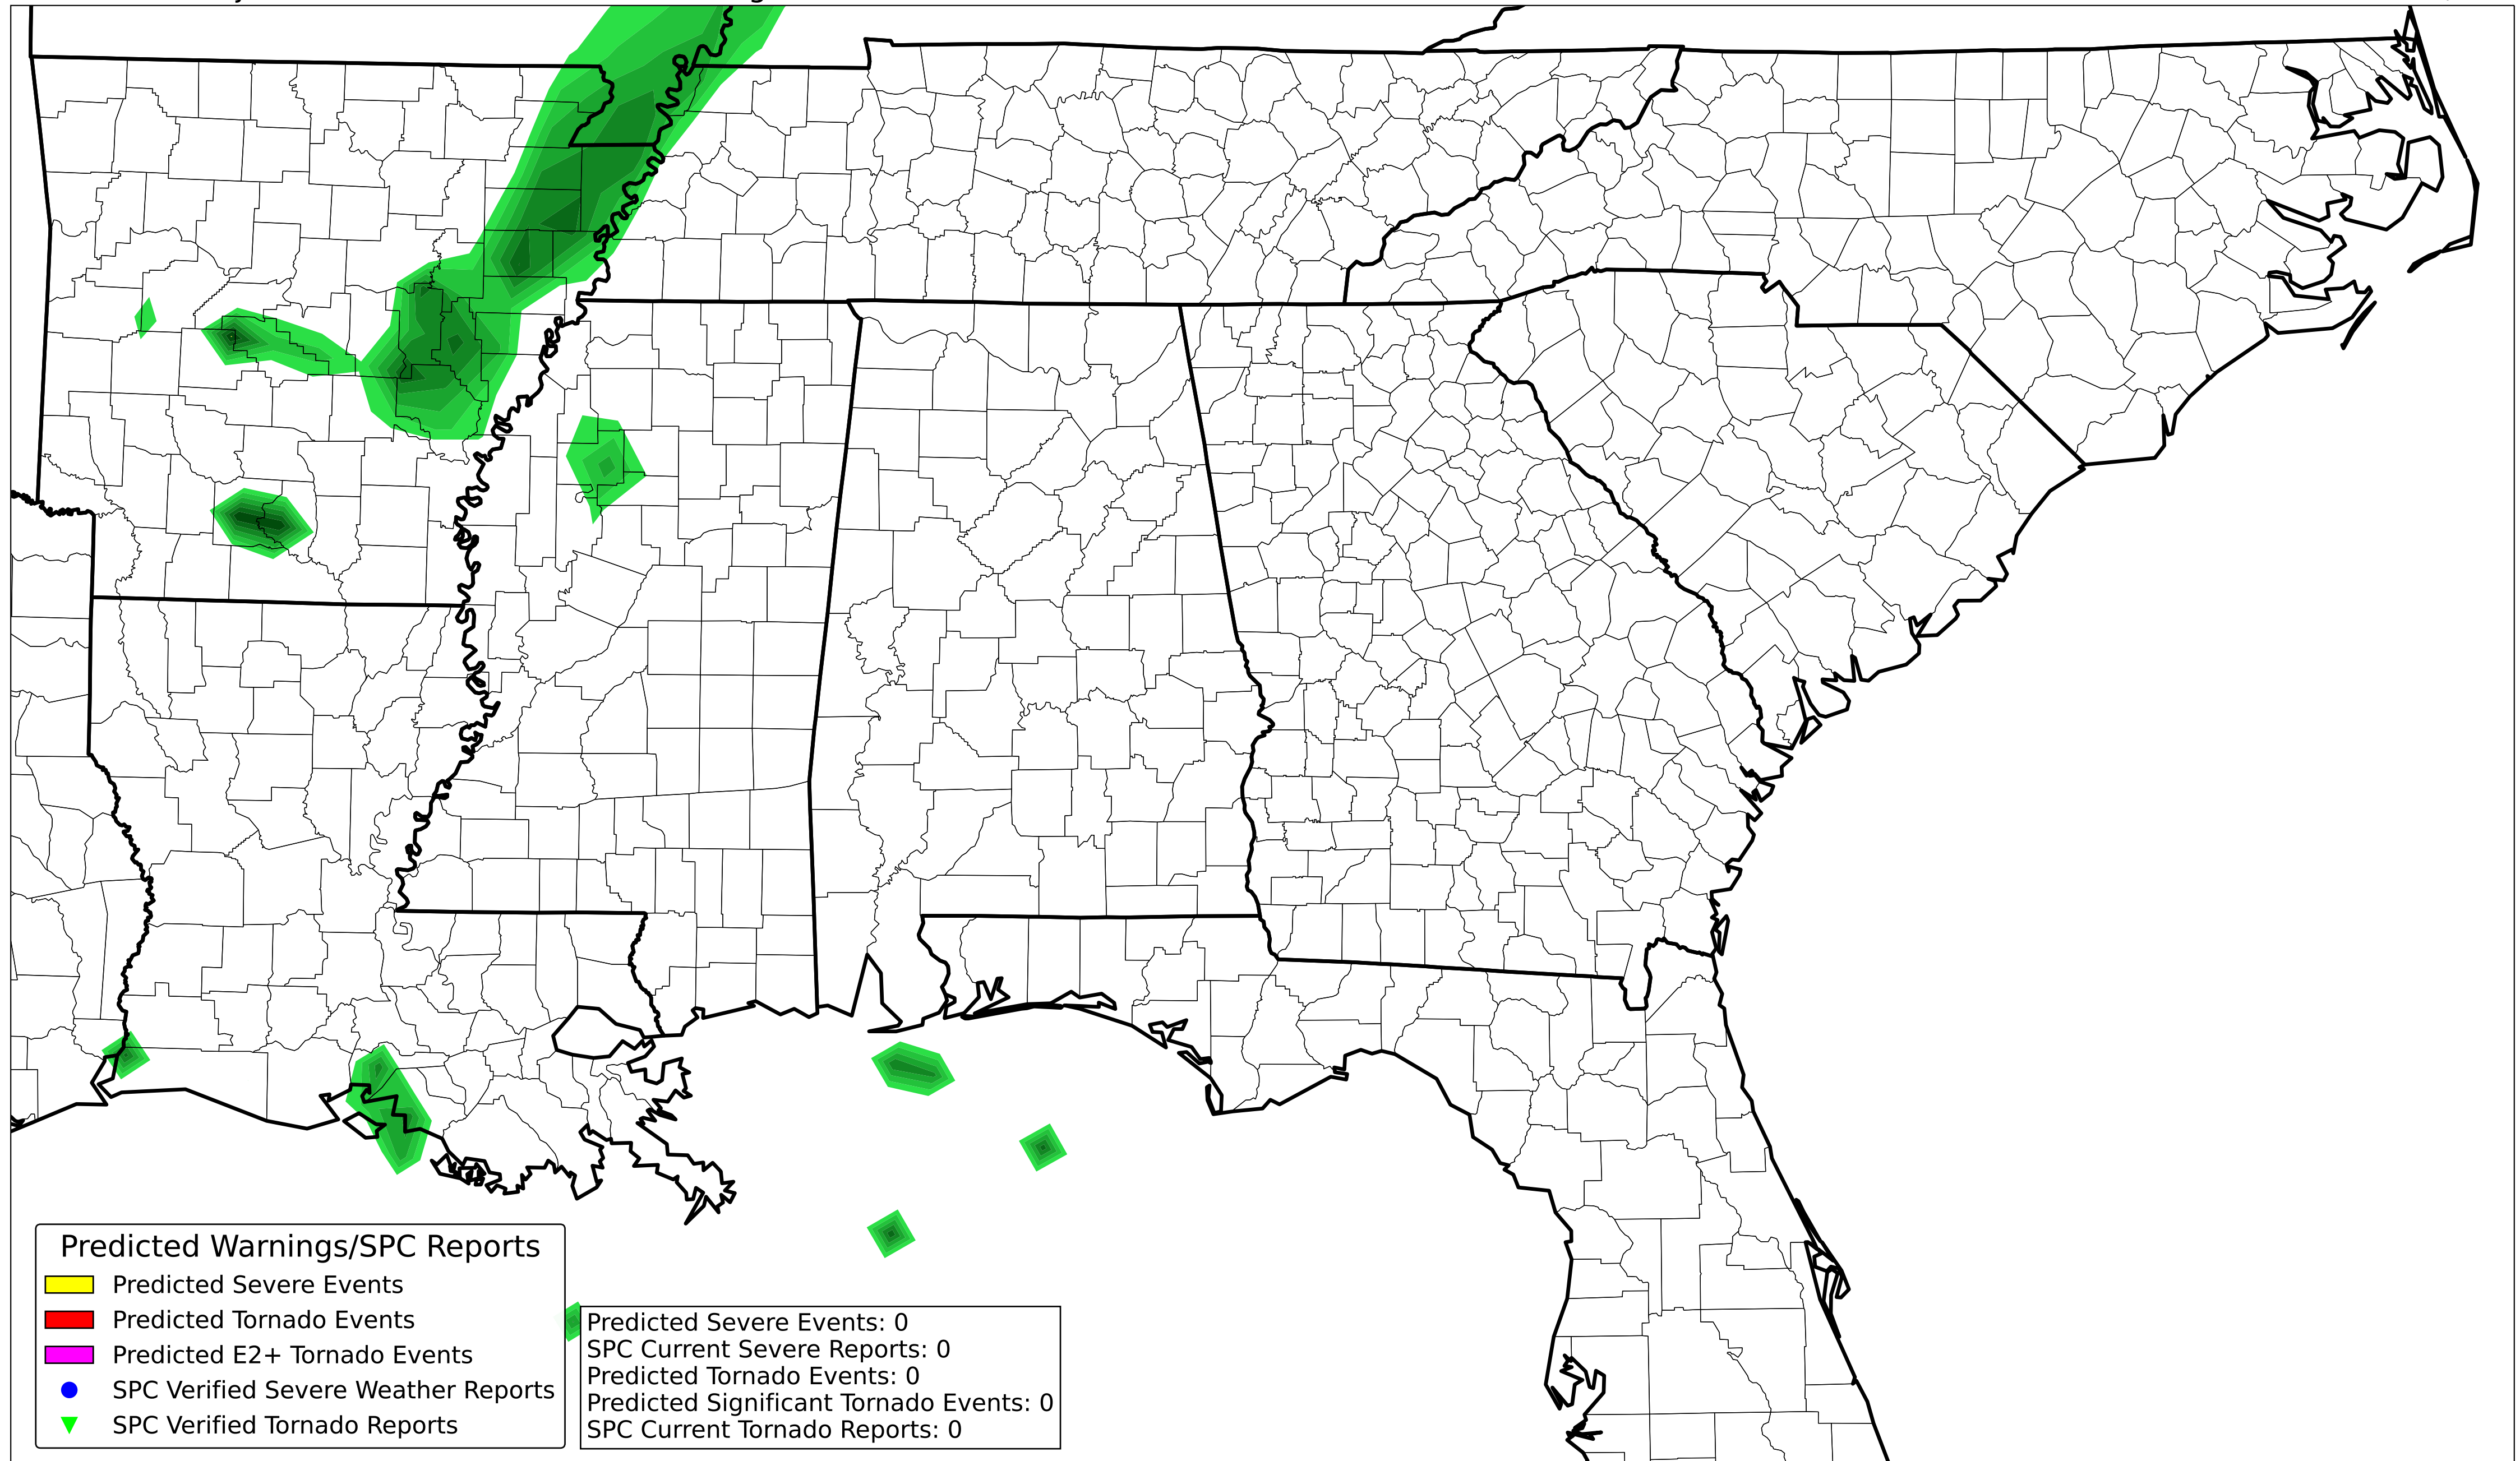 Predicted Warnings/SPC Reports
Predicted Severe Events
Predicted Tornado Events
Predicted E2+ Tornado Events
SPC Verified Severe Weather Reports
SPC Verified Tornado Reports
Predicted Severe Events: 0
SPC Current Severe Reports: 0
Predicted Tornado Events: 0
Predicted Significant Tornado Events: 0
SPC Current Tornado Reports: 0